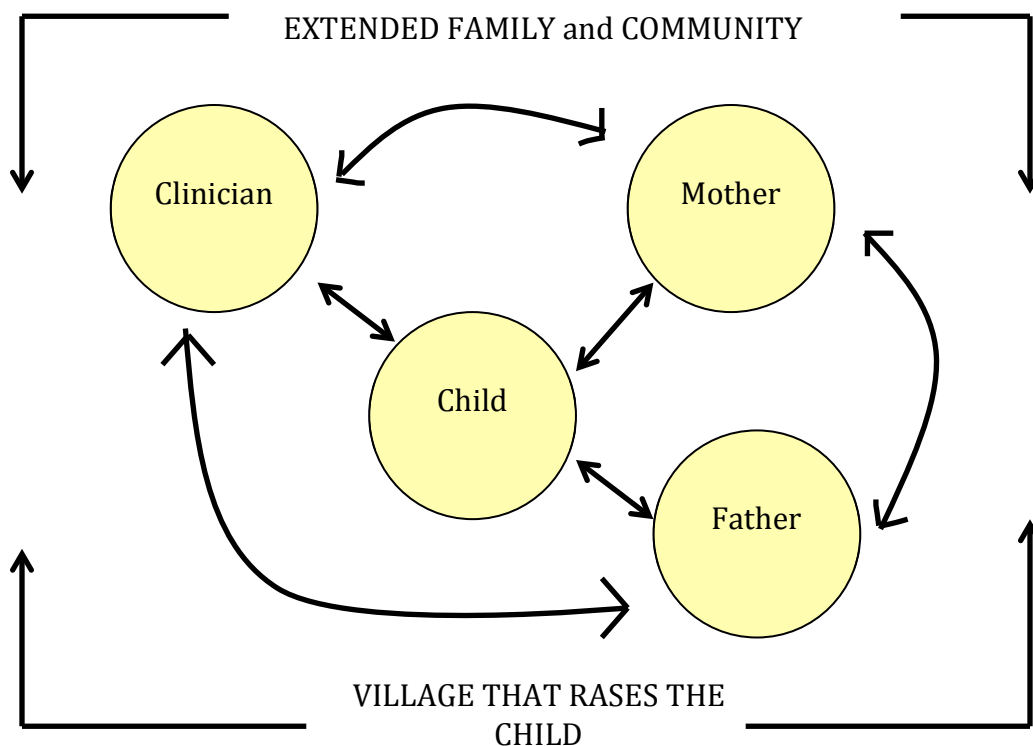 EXTENDED FAMILY and COMMUNITY
Clinician
Mother
Child
Father
VILLAGE THAT RASES THE
CHILD